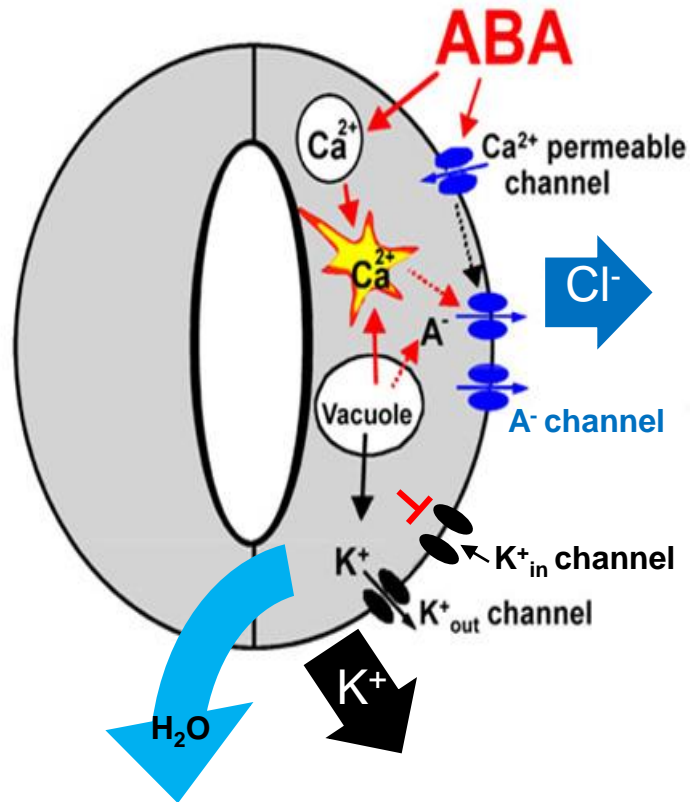 ABA
Ca²⁺
Ca²⁺ permeable
channel
Ca²⁺
Cl⁻
A⁻
Vacuole
A⁻ channel
K⁺
K⁺in channel
K⁺out channel
K⁺
H₂O